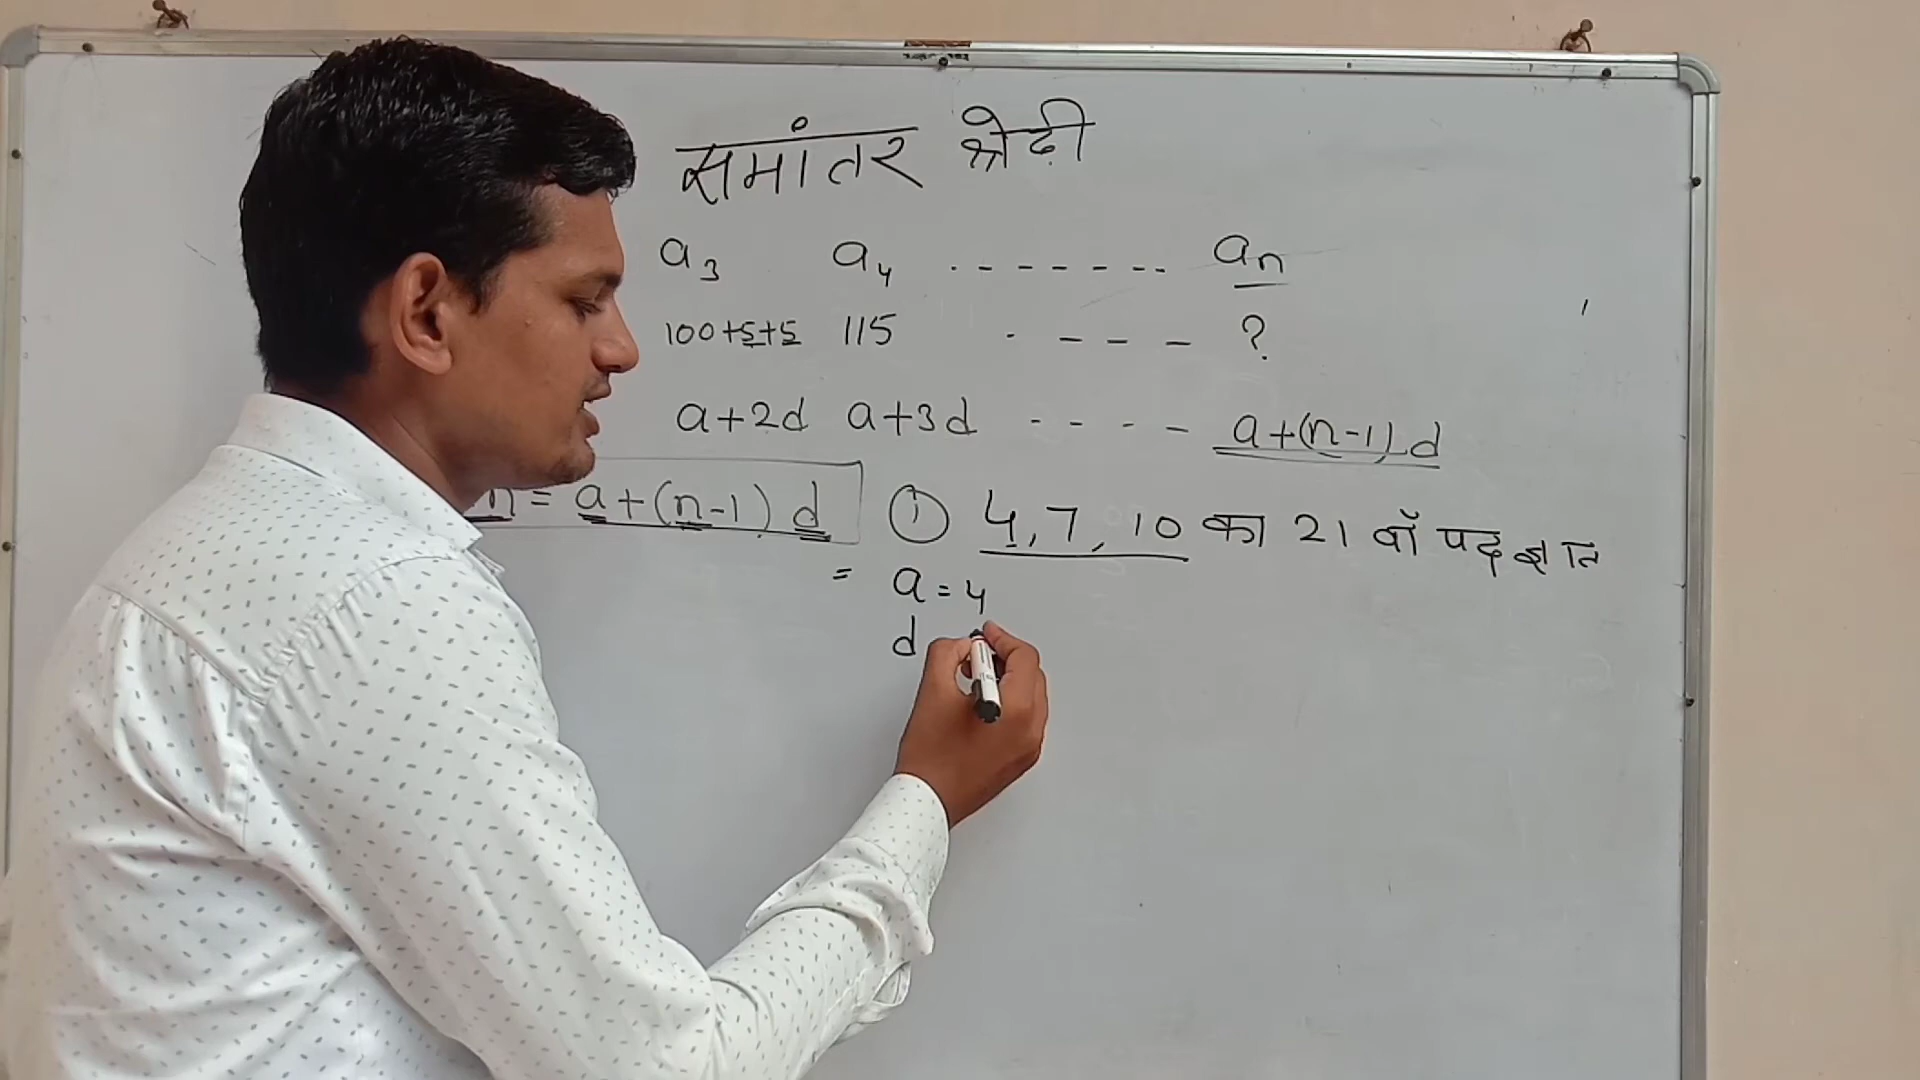 समांतर श्रेढ़ी
a3 a4 ------- an
100+5+5 115 ---- ?
a+2d a+3d ---- a+(n-1)d
n = a+(n-1)d
① 4, 7, 10 का 21 वॉ पद ज्ञात
= a = 4
d